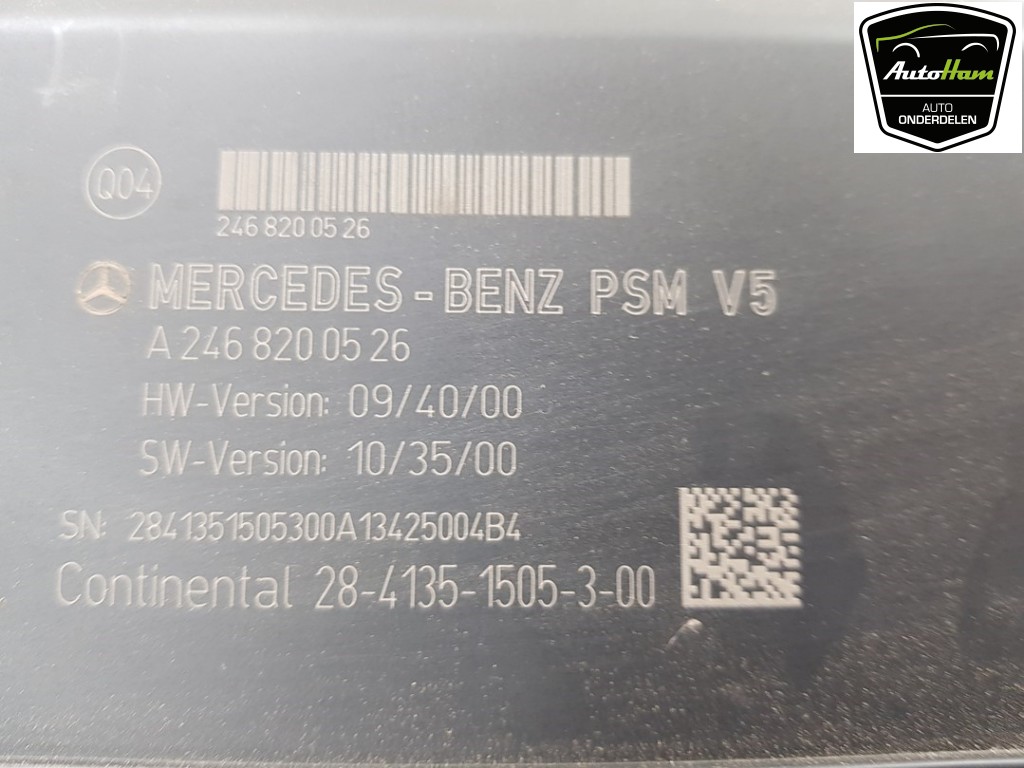 AutoHam
AUTO
ONDERDELEN
Q04
246 820 05 26
MERCEDES-BENZ PSM V5
A 246 820 05 26
HW-Version: 09/40/00
SW-Version: 10/35/00
SN: 2841351505300A13425004B4
Continental 28-4135-1505-3-00